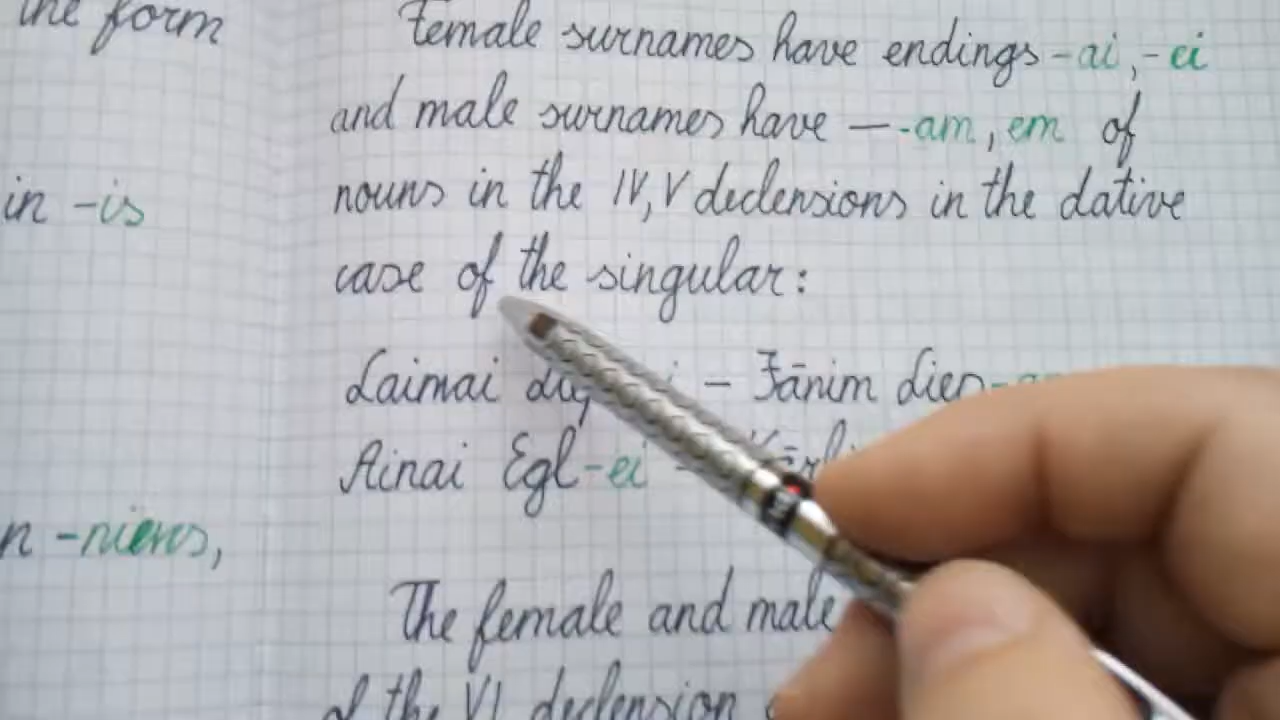 the form
in -is
n -nieks,
Female surnames have endings -ai, -ei
and male surnames have — -am, em of
nouns in the IV, V declensions in the dative
case of the singular:
Laimai – Jānim Liep-
Ainai Egl-ei –
The female and male
of the VI declension